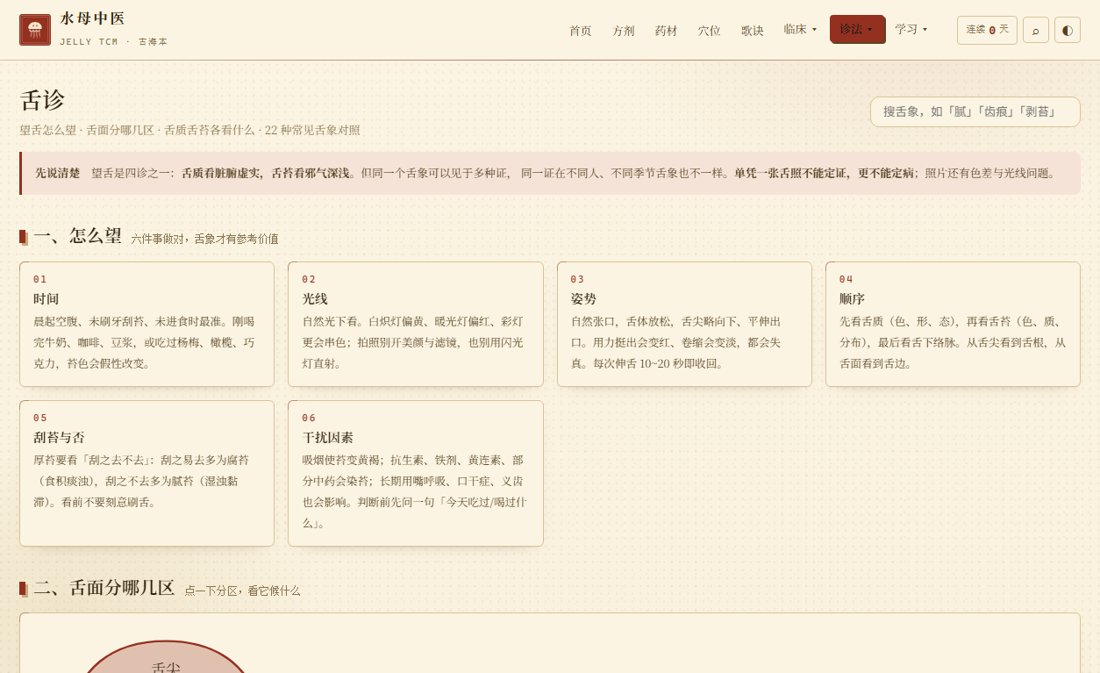 水母中医
JELLY TCM · 古海本
首页 方剂 药材 穴位 歌诀 临床 ▾ 诊法 ▾ 学习 ▾ 连续 0 天
舌诊
望舌怎么望 · 舌面分哪几区 · 舌质舌苔各看什么 · 22 种常见舌象对照
搜舌象，如「腻」「齿痕」「剥苔」
先说清楚 望舌是四诊之一：舌质看脏腑虚实，舌苔看邪气深浅。但同一个舌象可以见于多种证， 同一证在不同人、不同季节舌象也不一样。单凭一张舌照不能定证，更不能定病；照片还有色差与光线问题。
一、怎么望 六件事做对，舌象才有参考价值
01
时间
晨起空腹、未刷牙刮苔、未进食时最准。刚喝
完牛奶、咖啡、豆浆，或吃过杨梅、橄榄、巧
克力，苔色会假性改变。
02
光线
自然光下看。白炽灯偏黄、暖光灯偏红、彩灯
更会串色；拍照别开美颜与滤镜，也别用闪光
灯直射。
03
姿势
自然张口，舌体放松，舌尖略向下、平伸出
口。用力挺出会变红、卷缩会变淡，都会失
真。每次伸舌 10~20 秒即收回。
04
顺序
先看舌质（色、形、态），再看舌苔（色、质、
分布），最后看舌下络脉。从舌尖看到舌根，从
舌面看到舌边。
05
刮苔与否
厚苔要看「刮之去不去」：刮之易去多为腐苔
（食积痰浊），刮之不去多为腻苔（湿浊黏
滞）。看前不要刻意刷舌。
06
干扰因素
吸烟使苔变黄褐；抗生素、铁剂、黄连素、部
分中药会染苔；长期用嘴呼吸、口干症、义齿
也会影响。判断前先问一句「今天吃过/喝过什
么」。
二、舌面分哪几区 点一下分区，看它候什么
舌尖